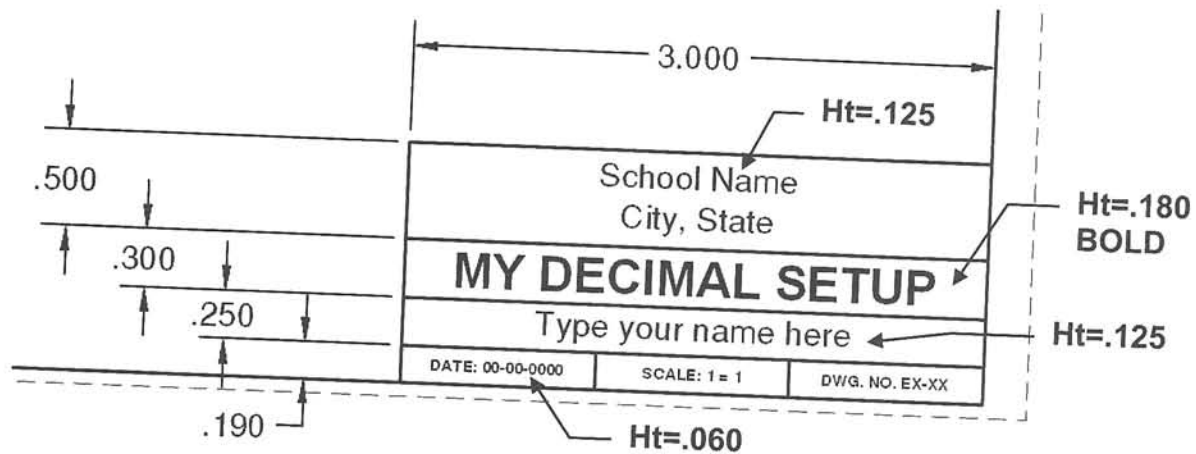 3.000
Ht=.125
.500
School Name
City, State
Ht=.180
BOLD
.300
MY DECIMAL SETUP
.250
Type your name here
Ht=.125
DATE: 00-00-0000 SCALE: 1 = 1 DWG. NO. EX-XX
.190
Ht=.060